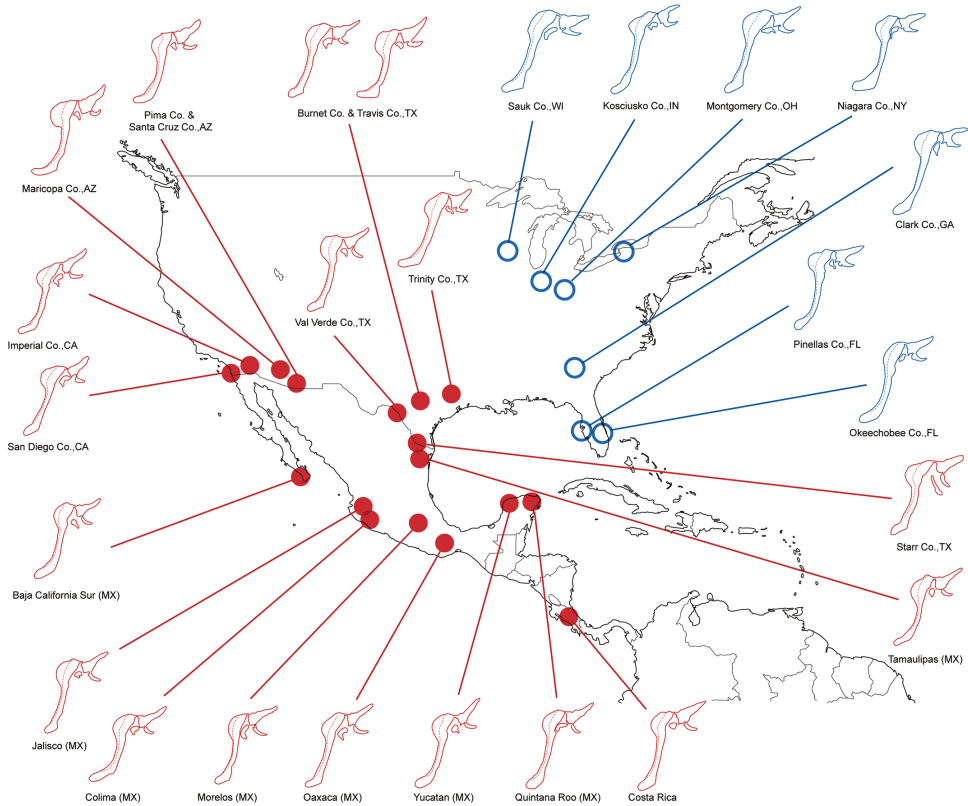 Sauk Co.,WI
Kosciusko Co.,IN
Montgomery Co.,OH
Niagara Co.,NY
Pima Co. &
Santa Cruz Co.,AZ
Burnet Co. & Travis Co.,TX
Maricopa Co.,AZ
Clark Co.,GA
Trinity Co.,TX
Val Verde Co.,TX
Imperial Co.,CA
Pinellas Co.,FL
San Diego Co.,CA
Okeechobee Co.,FL
Starr Co.,TX
Baja California Sur (MX)
Tamaulipas (MX)
Jalisco (MX)
Colima (MX)
Morelos (MX)
Oaxaca (MX)
Yucatan (MX)
Quintana Roo (MX)
Costa Rica